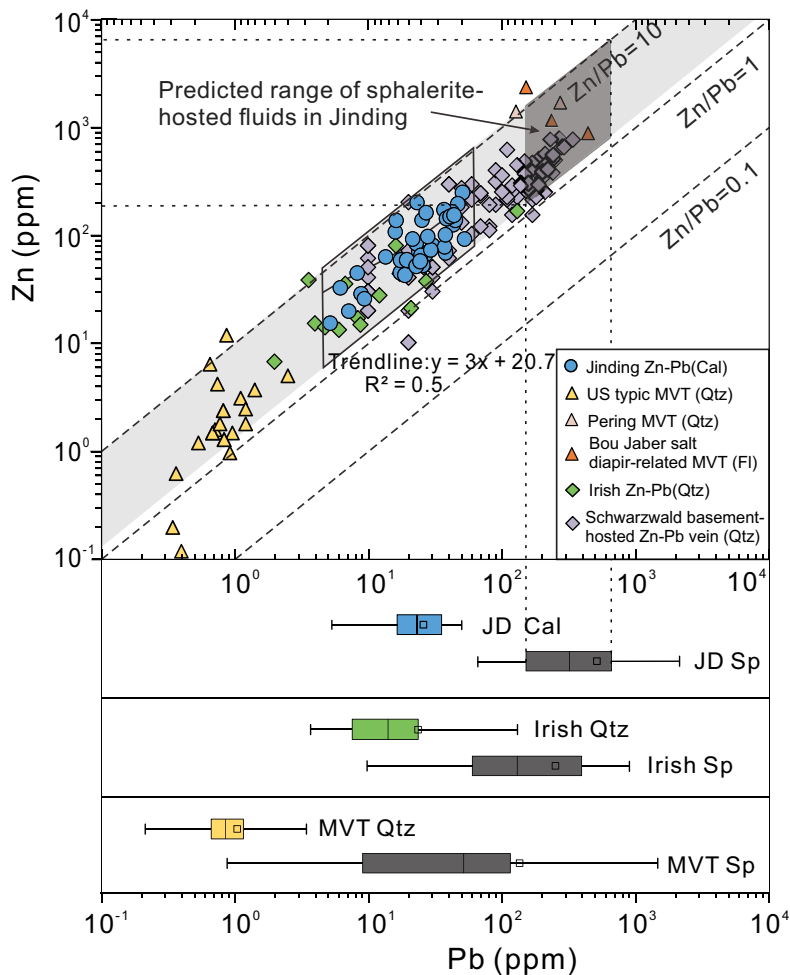 10^4
10^3
10^2
10^1
10^0
10^-1
Zn (ppm)
Predicted range of sphalerite-
hosted fluids in Jinding
Zn/Pb=10
Zn/Pb=1
Zn/Pb=0.1
Trendline:y = 3x + 20.7
R² = 0.5
Jinding Zn-Pb(Cal)
US typic MVT (Qtz)
Pering MVT (Qtz)
Bou Jaber salt
diapir-related MVT (Fl)
Irish Zn-Pb(Qtz)
Schwarzwald basement-
hosted Zn-Pb vein (Qtz)
10^0 10^1 10^2 10^3 10^4
JD Cal
JD Sp
Irish Qtz
Irish Sp
MVT Qtz
MVT Sp
10^-1 10^0 10^1 10^2 10^3 10^4
Pb (ppm)